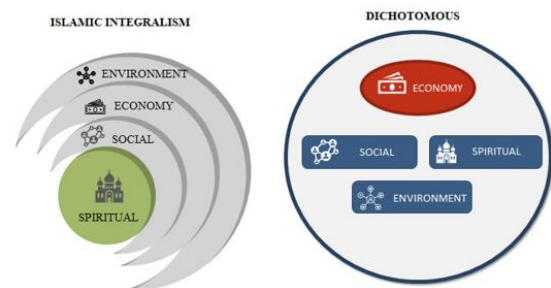 ISLAMIC INTEGRALISM
ENVIRONMENT
ECONOMY
SOCIAL
SPIRITUAL
DICHOTOMOUS
ECONOMY
SOCIAL
SPIRITUAL
ENVIRONMENT